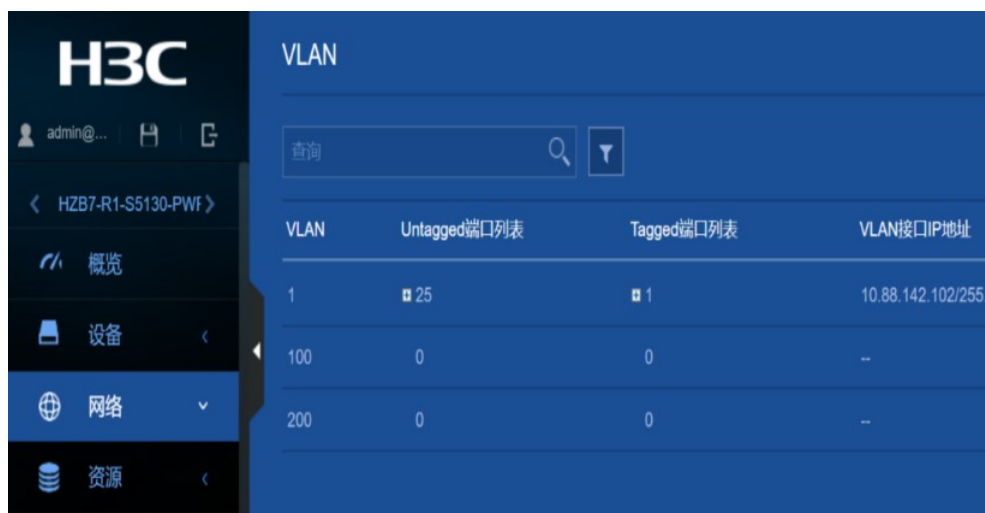 H3C
admin@...
HZB7-R1-S5130-PWF
概览
设备
网络
资源
VLAN
查询
VLAN Untagged端口列表 Tagged端口列表 VLAN接口IP地址
1 25 1 10.88.142.102/255
100 0 0 --
200 0 0 --